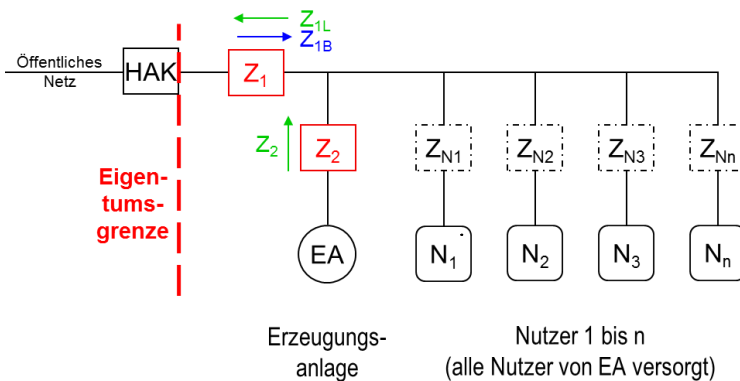 Z1L
Z1B
Öffentliches
Netz
HAK
Z1
Z2
Z2
ZN1
ZN2
ZN3
ZNn
Eigen-
tums-
grenze
EA
N1
N2
N3
Nn
Erzeugungs-
anlage
Nutzer 1 bis n
(alle Nutzer von EA versorgt)